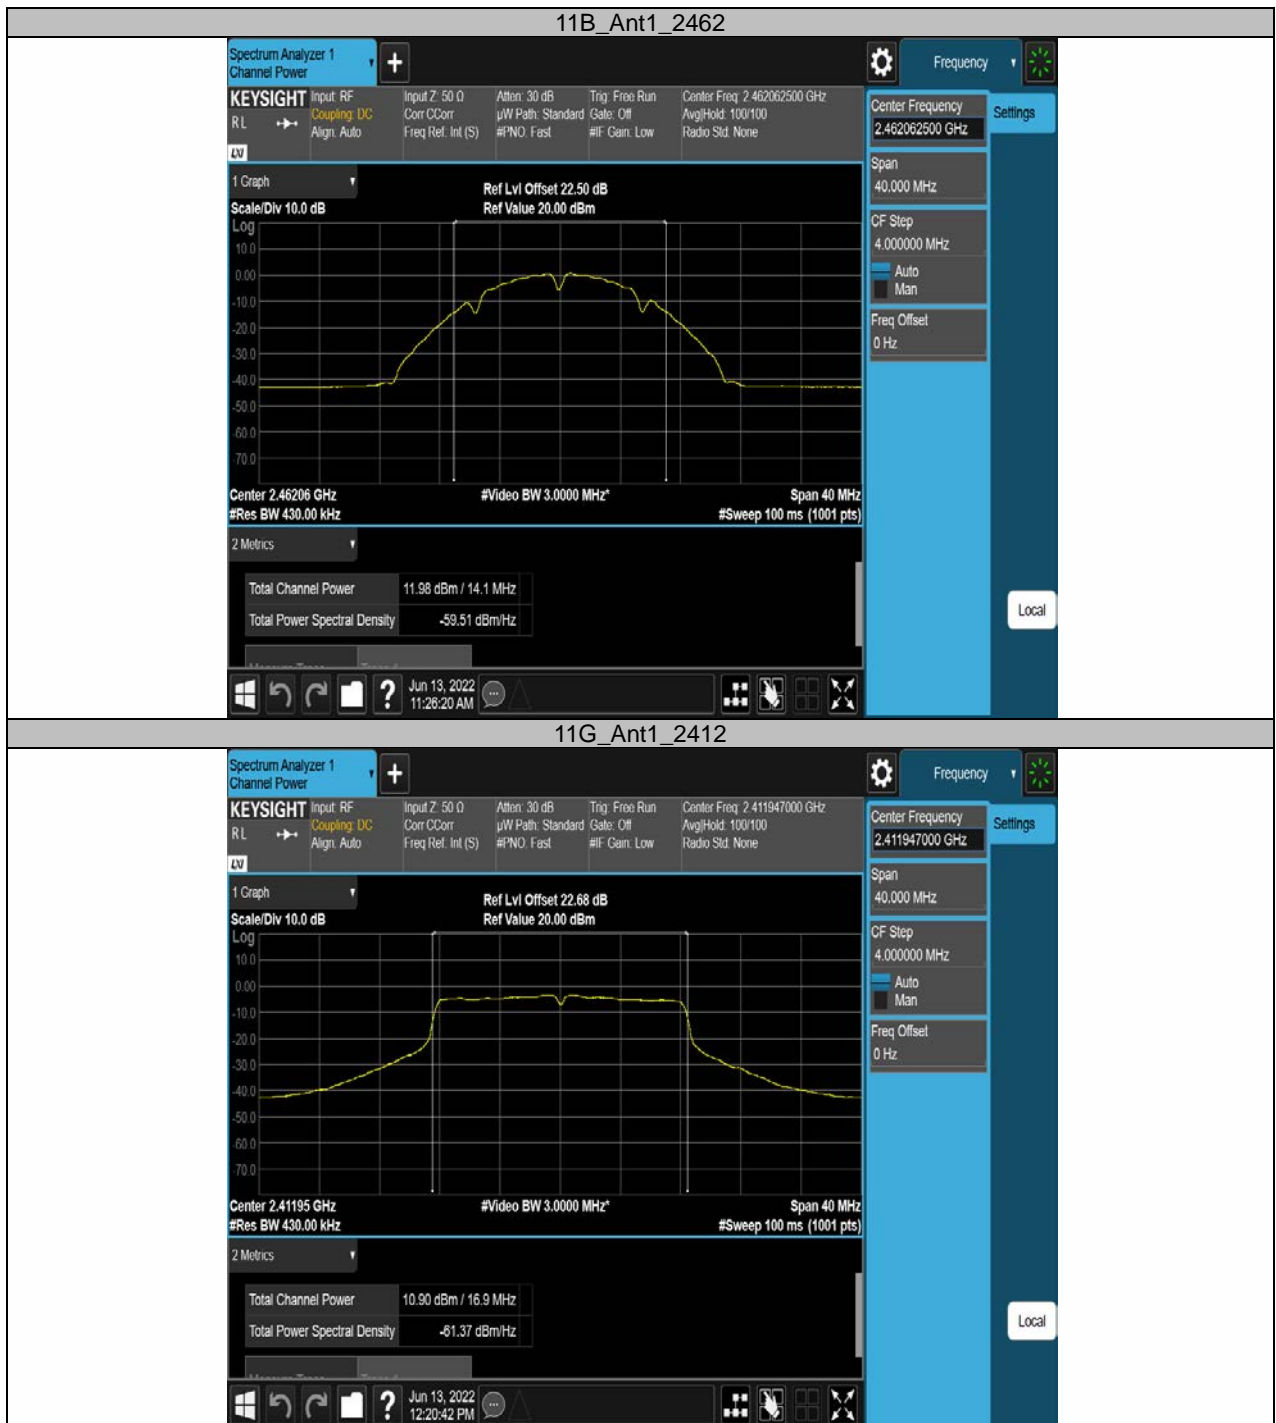 11B_Ant1_2462
Spectrum Analyzer 1
Channel Power
+
Frequency
KEYSIGHT
RL
LXI
Input: RF
Coupling: DC
Align: Auto
Input Z: 50 Ω
Corr CCorr
Freq Ref: Int (S)
Atten: 30 dB
µW Path: Standard
#PNO: Fast
Trig: Free Run
Gate: Off
#IF Gain: Low
Center Freq: 2.462062500 GHz
Avg|Hold: 100/100
Radio Std: None
Center Frequency
2.462062500 GHz
Settings
Span
40.000 MHz
CF Step
4.000000 MHz
Auto
Man
Freq Offset
0 Hz
Local
1 Graph
Scale/Div 10.0 dB
Ref Lvl Offset 22.50 dB
Ref Value 20.00 dBm
Log
10.0
0.00
-10.0
-20.0
-30.0
-40.0
-50.0
-60.0
-70.0
Center 2.46206 GHz
#Video BW 3.0000 MHz*
Span 40 MHz
#Res BW 430.00 kHz
#Sweep 100 ms (1001 pts)
2 Metrics
Total Channel Power 11.98 dBm / 14.1 MHz
Total Power Spectral Density -59.51 dBm/Hz
?
Jun 13, 2022
11:26:20 AM
11G_Ant1_2412
Spectrum Analyzer 1
Channel Power
+
Frequency
KEYSIGHT
RL
LXI
Input: RF
Coupling: DC
Align: Auto
Input Z: 50 Ω
Corr CCorr
Freq Ref: Int (S)
Atten: 30 dB
µW Path: Standard
#PNO: Fast
Trig: Free Run
Gate: Off
#IF Gain: Low
Center Freq: 2.411947000 GHz
Avg|Hold: 100/100
Radio Std: None
Center Frequency
2.411947000 GHz
Settings
Span
40.000 MHz
CF Step
4.000000 MHz
Auto
Man
Freq Offset
0 Hz
Local
1 Graph
Scale/Div 10.0 dB
Ref Lvl Offset 22.68 dB
Ref Value 20.00 dBm
Log
10.0
0.00
-10.0
-20.0
-30.0
-40.0
-50.0
-60.0
-70.0
Center 2.41195 GHz
#Video BW 3.0000 MHz*
Span 40 MHz
#Res BW 430.00 kHz
#Sweep 100 ms (1001 pts)
2 Metrics
Total Channel Power 10.90 dBm / 16.9 MHz
Total Power Spectral Density -61.37 dBm/Hz
?
Jun 13, 2022
12:20:42 PM